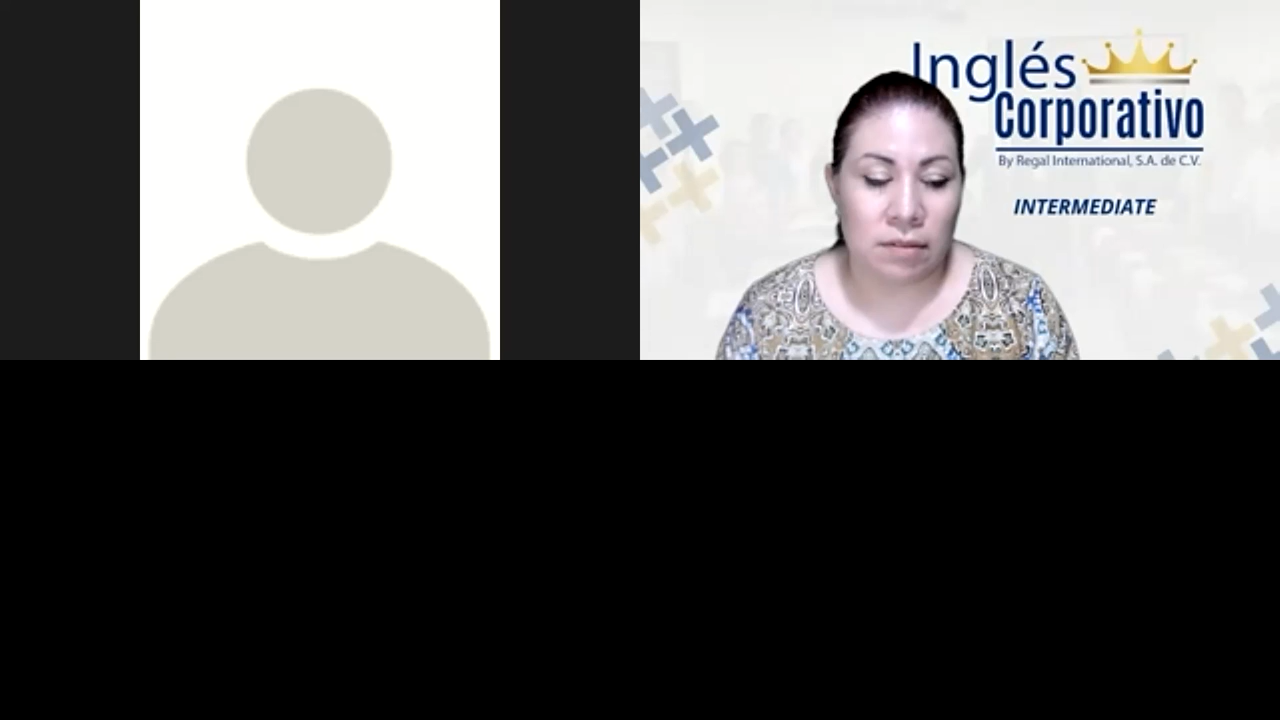 Inglés
Corporativo
By Regal International, S.A. de C.V.
INTERMEDIATE